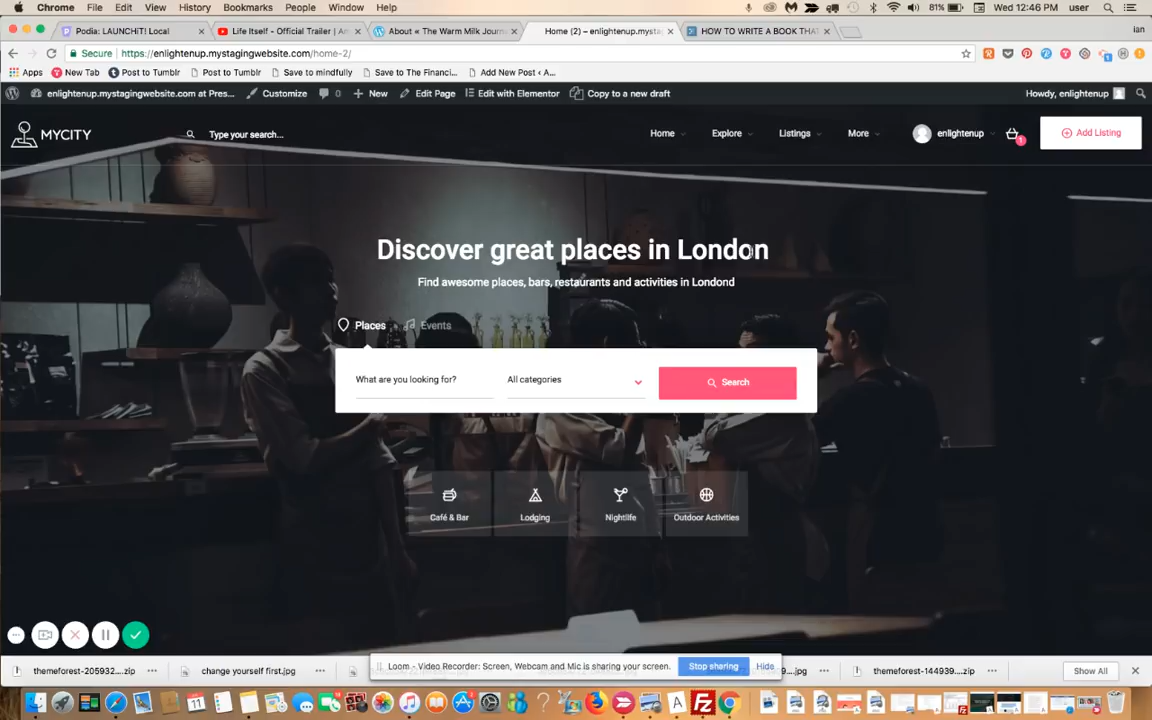 Chrome File Edit View History Bookmarks People Window Help 81% Wed 12:46 PM user
Podia: LAUNCHiT! Local Life Itself - Official Trailer | Am About « The Warm Milk Journa Home (2) – enlightenup.mysta HOW TO WRITE A BOOK THAT Ian
Secure https://enlightenup.mystagingwebsite.com/home-2/
Apps New Tab Post to Tumblr Post to Tumblr Save to mindfully Save to The Financi... Add New Post ‹ A...
enlightenup.mystagingwebsite.com at Pres... Customize 0 New Edit Page Edit with Elementor Copy to a new draft Howdy, enlightenup
MYCITY Type your search... Home Explore Listings More enlightenup 1 Add Listing
Discover great places in London
Find awesome places, bars, restaurants and activities in Londond
Places Events
What are you looking for? All categories Search
Café & Bar Lodging Nightlife Outdoor Activities
Loom - Video Recorder: Screen, Webcam and Mic is sharing your screen. Stop sharing Hide
themeforest-205932....zip change yourself first.jpg ....jpg themeforest-144939....zip Show All